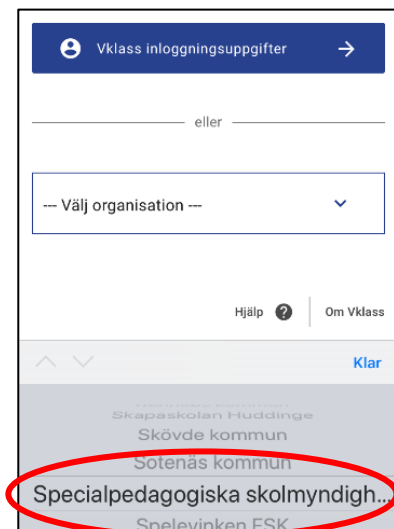 Vklass inloggningsuppgifter
eller
--- Välj organisation ---
Hjälp ? Om Vklass
Klar
Skapaskolan Huddinge
Skövde kommun
Sotenäs kommun
Specialpedagogiska skolmyndigh...
Spelevinken FSK